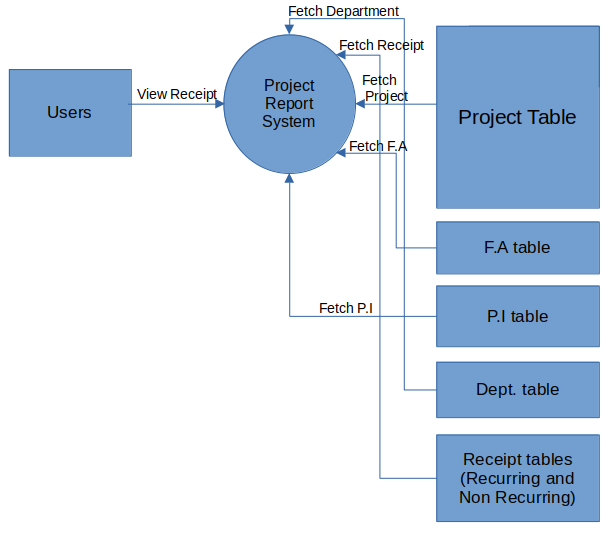 Fetch Department
Fetch Receipt
Fetch
Project
View Receipt
Users
Project
Report
System
Project Table
Fetch F.A
F.A table
Fetch P.I
P.I table
Dept. table
Receipt tables
(Recurring and
Non Recurring)